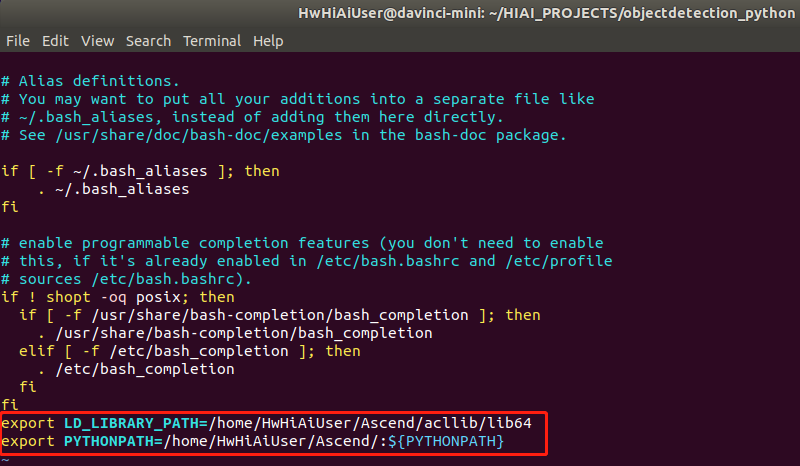 HwHiAiUser@davinci-mini: ~/HIAI_PROJECTS/objectdetection_python
File Edit View Search Terminal Help
# Alias definitions.
# You may want to put all your additions into a separate file like
# ~/.bash_aliases, instead of adding them here directly.
# See /usr/share/doc/bash-doc/examples in the bash-doc package.
if [ -f ~/.bash_aliases ]; then
    . ~/.bash_aliases
fi
# enable programmable completion features (you don't need to enable
# this, if it's already enabled in /etc/bash.bashrc and /etc/profile
# sources /etc/bash.bashrc).
if ! shopt -oq posix; then
  if [ -f /usr/share/bash-completion/bash_completion ]; then
    . /usr/share/bash-completion/bash_completion
  elif [ -f /etc/bash_completion ]; then
    . /etc/bash_completion
  fi
fi
export LD_LIBRARY_PATH=/home/HwHiAiUser/Ascend/acllib/lib64
export PYTHONPATH=/home/HwHiAiUser/Ascend/:${PYTHONPATH}
~